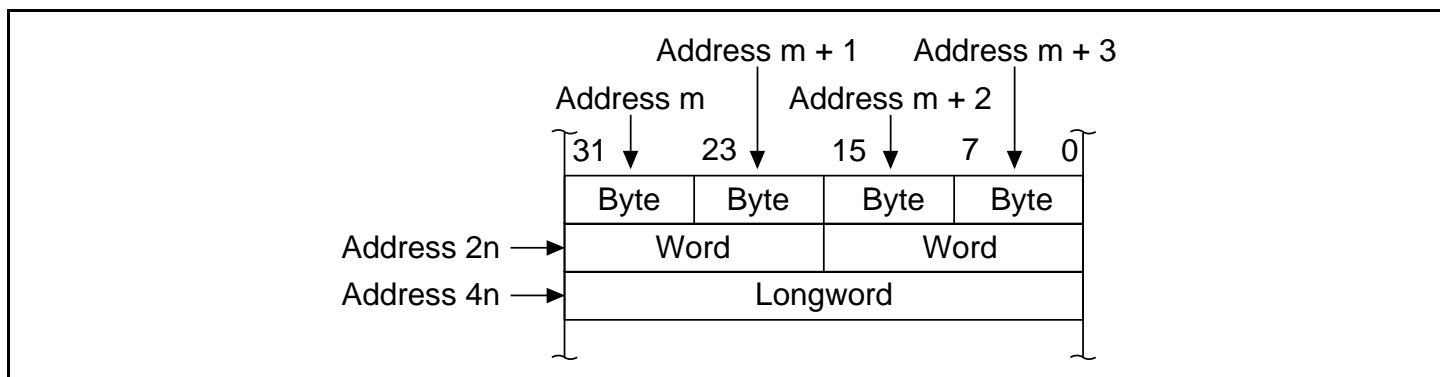 Address m + 1 Address m + 3
Address m Address m + 2
31 23 15 7 0
Byte Byte Byte Byte
Address 2n Word Word
Address 4n Longword